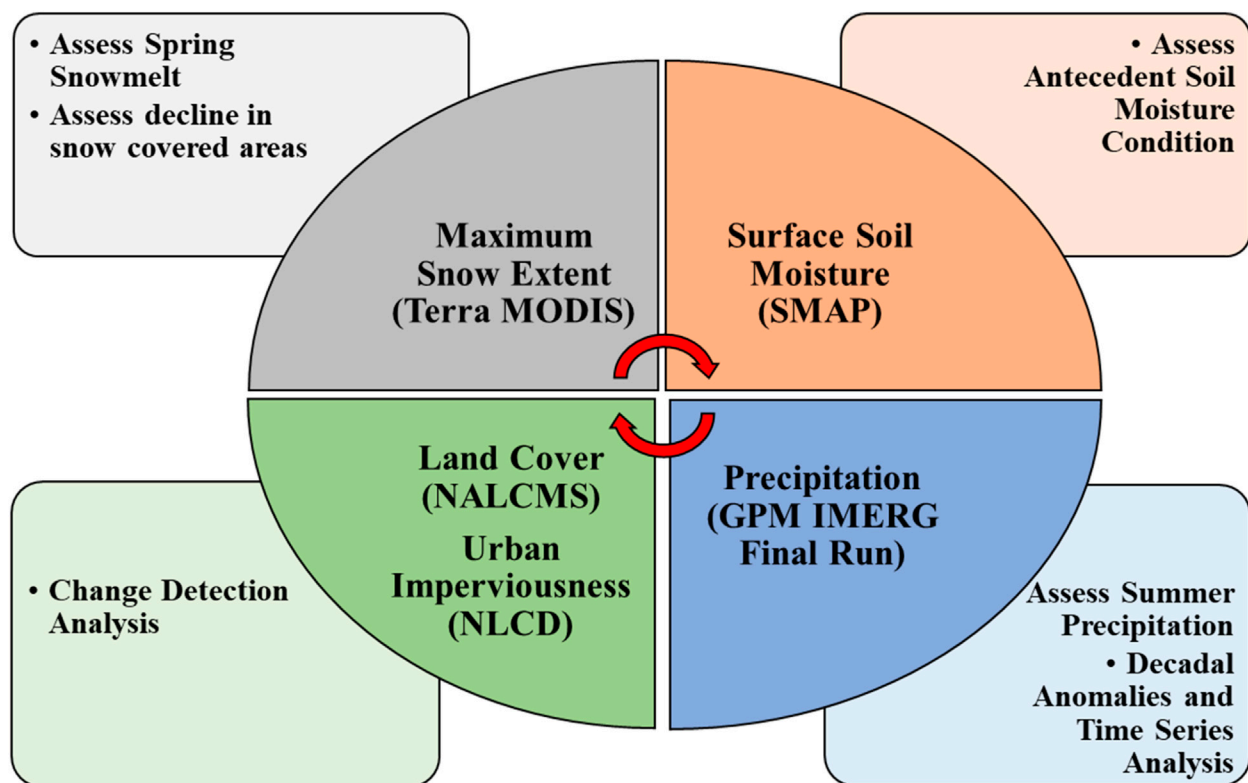 • Assess Spring
Snowmelt
• Assess decline in
snow covered areas
• Assess
Antecedent Soil
Moisture
Condition
Maximum
Snow Extent
(Terra MODIS)
Surface Soil
Moisture
(SMAP)
Land Cover
(NALCMS)
Urban
Imperviousness
(NLCD)
Precipitation
(GPM IMERG
Final Run)
• Change Detection
Analysis
Assess Summer
Precipitation
• Decadal
Anomalies and
Time Series
Analysis